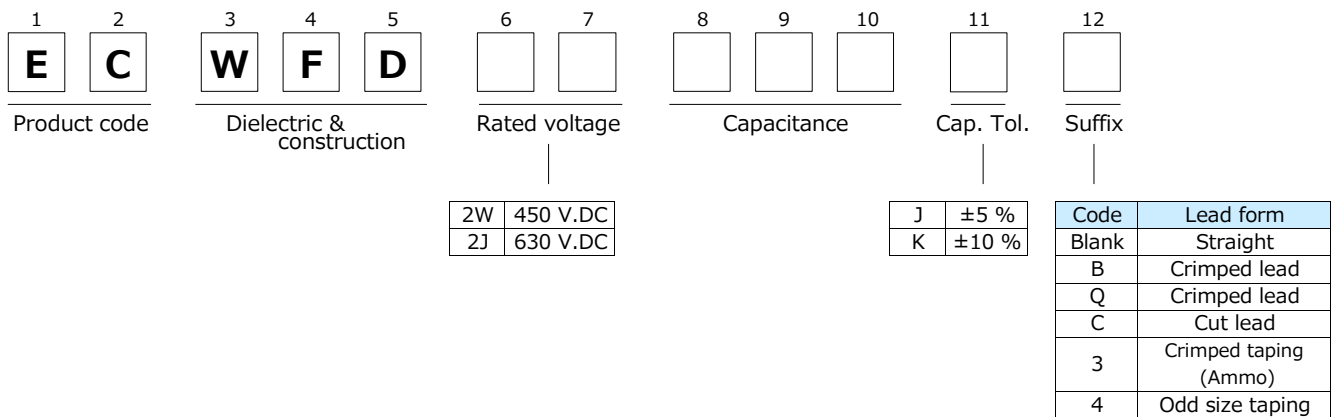 1 2 3 4 5 6 7 8 9 10 11 12
E C W F D
Product code Dielectric & Rated voltage Capacitance Cap. Tol. Suffix
construction
2W 450 V.DC J ±5 % Code Lead form
2J 630 V.DC K ±10 % Blank Straight
B Crimped lead
Q Crimped lead
C Cut lead
3 Crimped taping
(Ammo)
4 Odd size taping